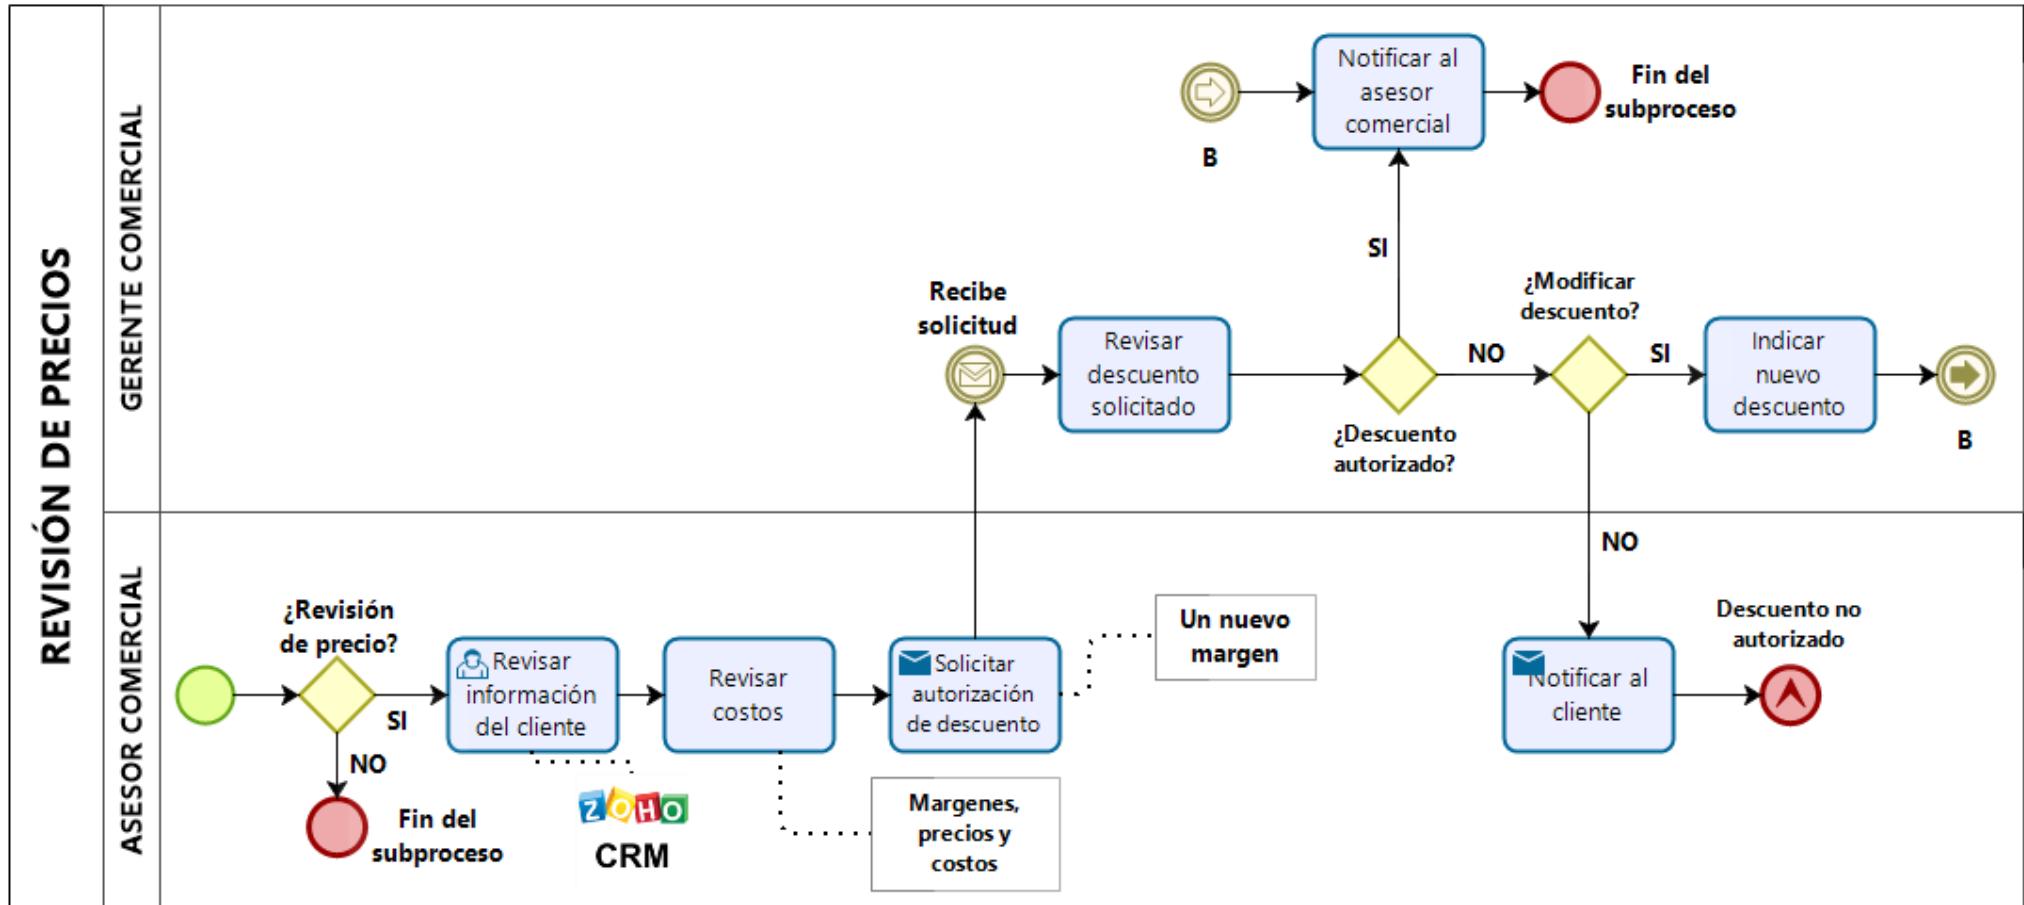 REVISIÓN DE PRECIOS
GERENTE COMERCIAL
B
Notificar al
asesor
comercial
Fin del
subproceso
SI
Recibe
solicitud
Revisar
descuento
solicitado
¿Descuento
autorizado?
NO
¿Modificar
descuento?
SI
Indicar
nuevo
descuento
B
NO
ASESOR COMERCIAL
¿Revisión
de precio?
SI
NO
Fin del
subproceso
Revisar
información
del cliente
ZOHO
CRM
Revisar
costos
Margenes,
precios y
costos
Solicitar
autorización
de descuento
Un nuevo
margen
Notificar al
cliente
Descuento no
autorizado